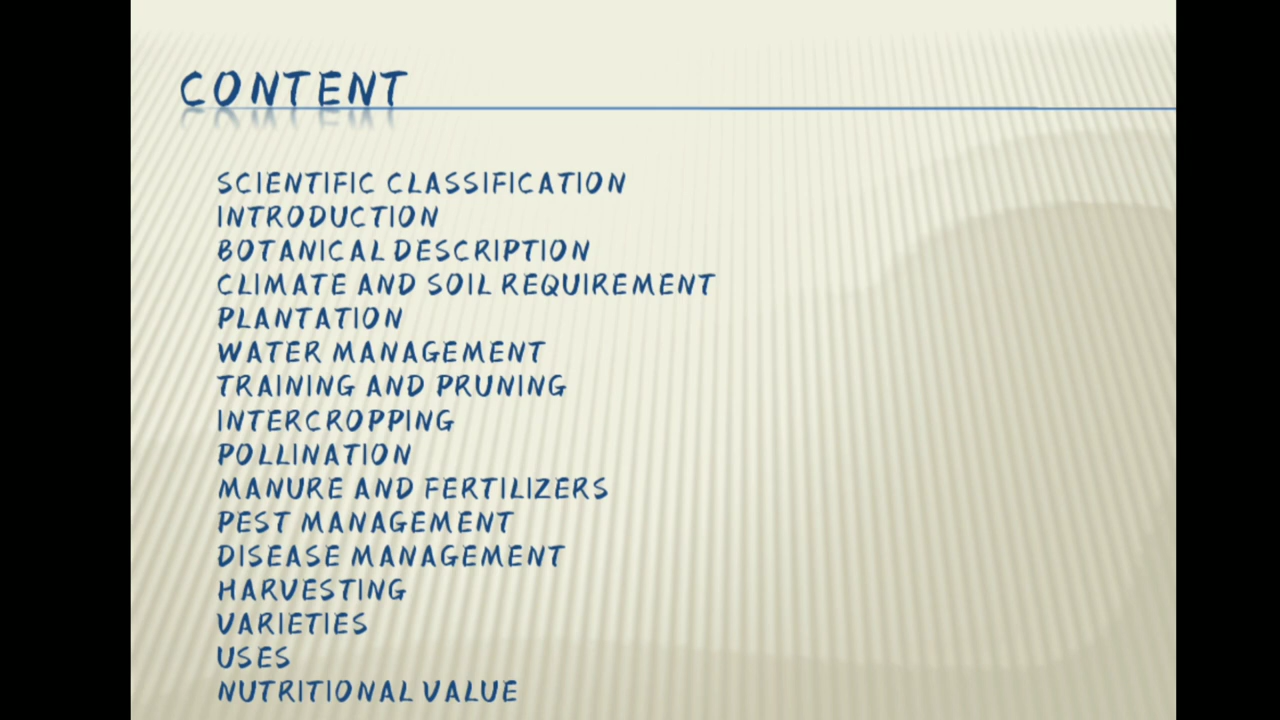 CONTENT
SCIENTIFIC CLASSIFICATION
INTRODUCTION
BOTANICAL DESCRIPTION
CLIMATE AND SOIL REQUIREMENT
PLANTATION
WATER MANAGEMENT
TRAINING AND PRUNING
INTERCROPPING
POLLINATION
MANURE AND FERTILIZERS
PEST MANAGEMENT
DISEASE MANAGEMENT
HARVESTING
VARIETIES
USES
NUTRITIONAL VALUE